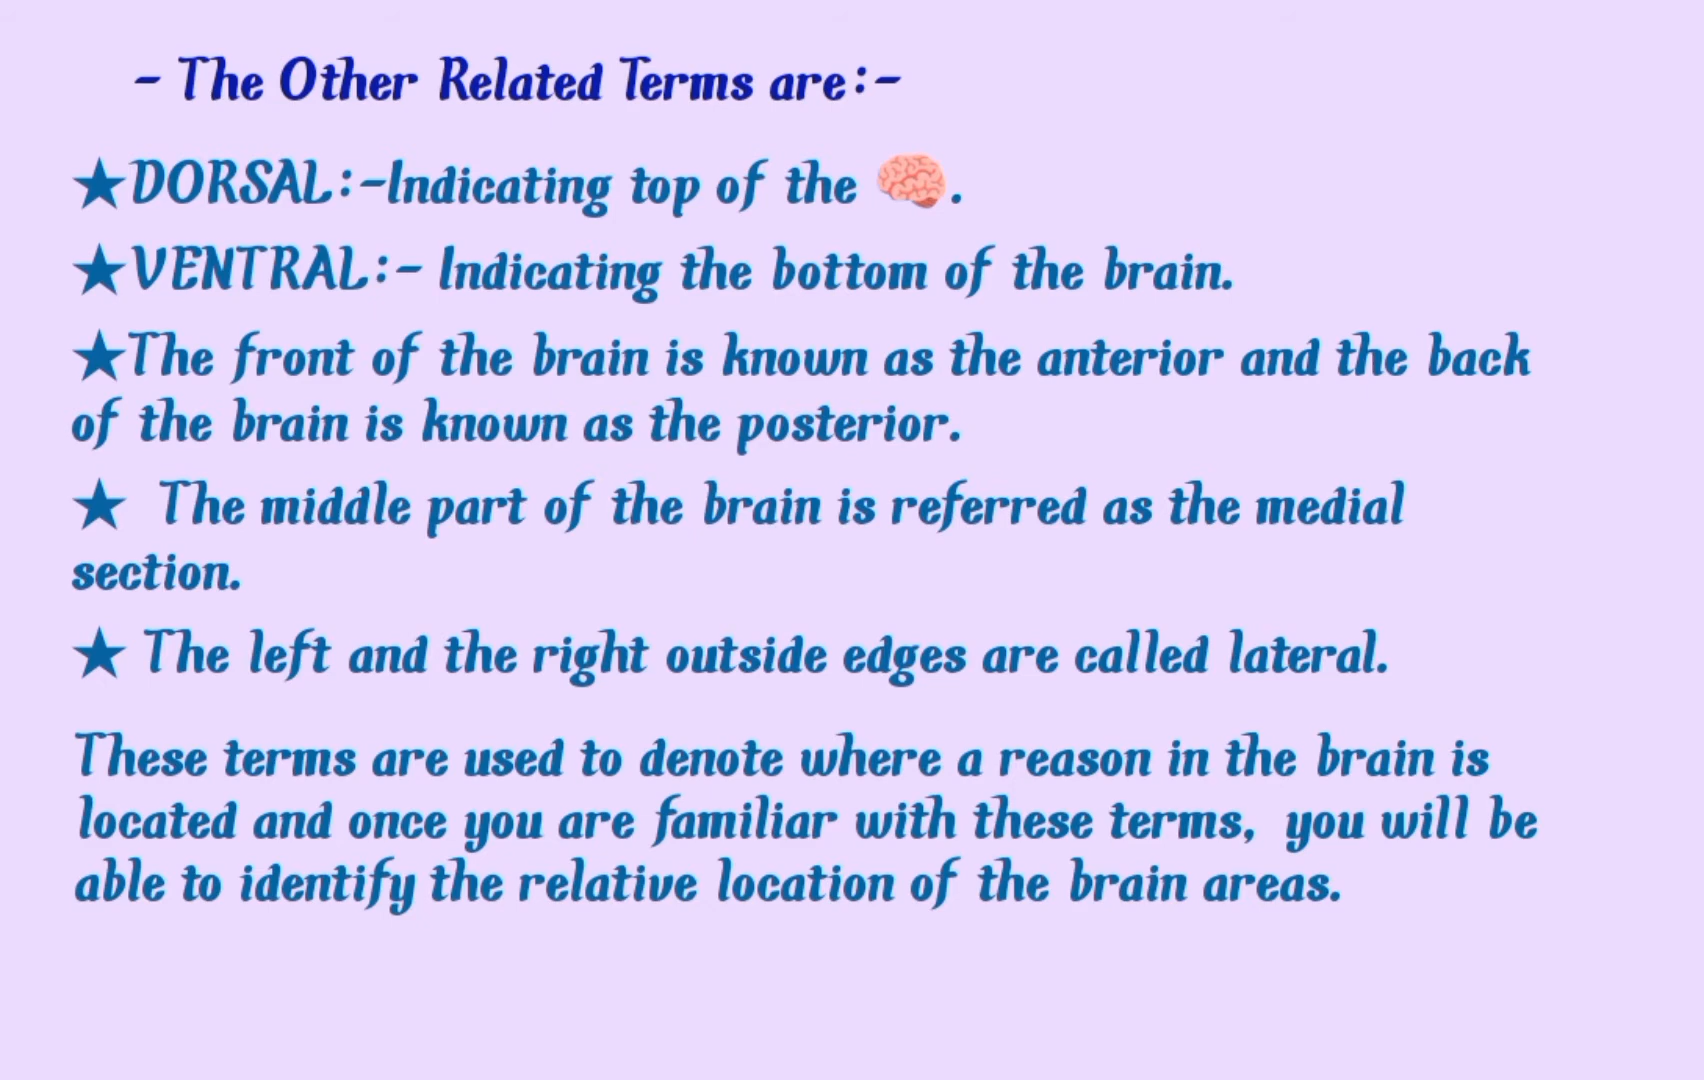 - The Other Related Terms are:-
★DORSAL:-Indicating top of the 🧠.
★VENTRAL:- Indicating the bottom of the brain.
★The front of the brain is known as the anterior and the back
of the brain is known as the posterior.
★ The middle part of the brain is referred as the medial
section.
★ The left and the right outside edges are called lateral.
These terms are used to denote where a reason in the brain is
located and once you are familiar with these terms, you will be
able to identify the relative location of the brain areas.